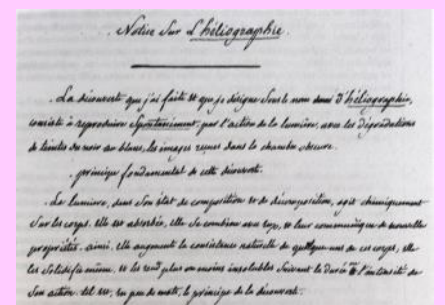 Notice sur L'héliographie.
La découverte que j'ai faite et que je désigne sous le nom d'héliographie,
consiste à reproduire spontanément, par l'action de la lumière, avec les dégradations
de teintes du noir au blanc, les images reçues dans la chambre obscure.
principe fondamental de cette découverte.
La lumière, dans son état de composition et de décomposition, agit chimiquement
sur les corps. elle est absorbée, elle se combine avec eux, et leur communique de nouvelles
propriétés. ainsi, elle augmente la consistance naturelle de quelques-uns de ces corps, elle
les solidifie même, et les rend plus ou moins insolubles suivant la durée ou l'intensité de
son action. tel est, en peu de mots, le principe de la découverte.